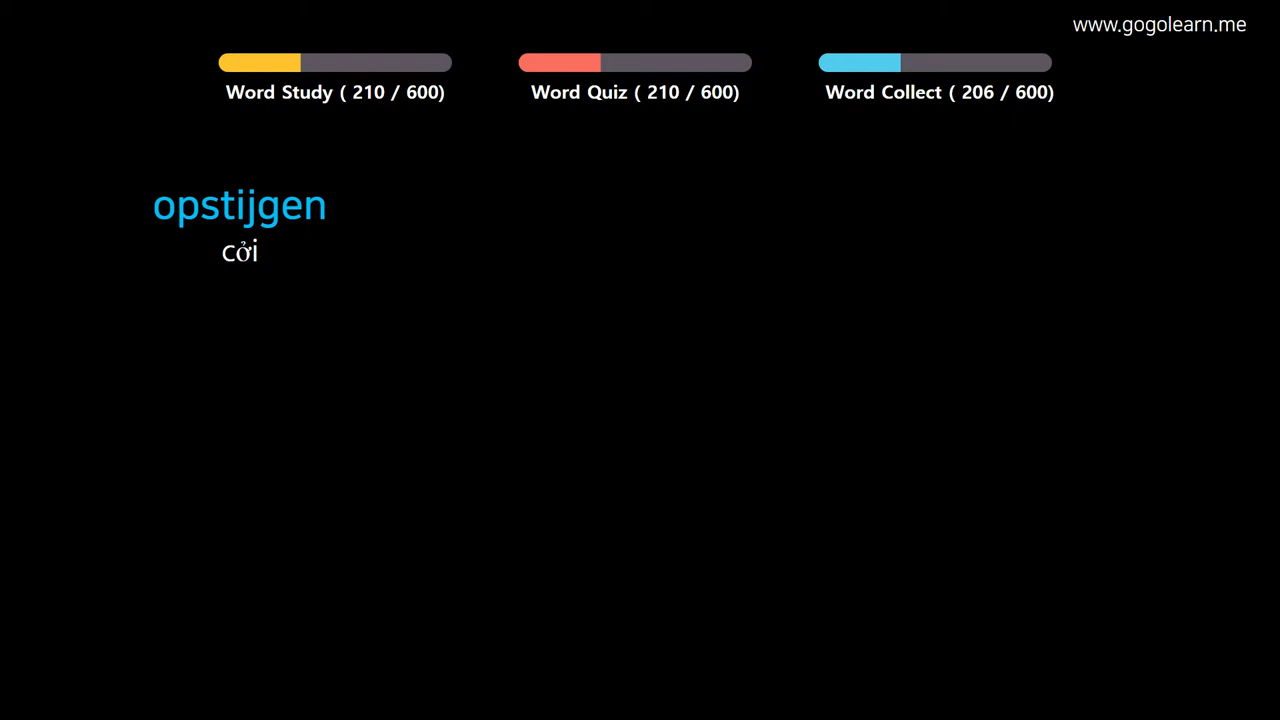 www.gogolearn.me
Word Study ( 210 / 600)
Word Quiz ( 210 / 600)
Word Collect ( 206 / 600)
opstijgen
cởi